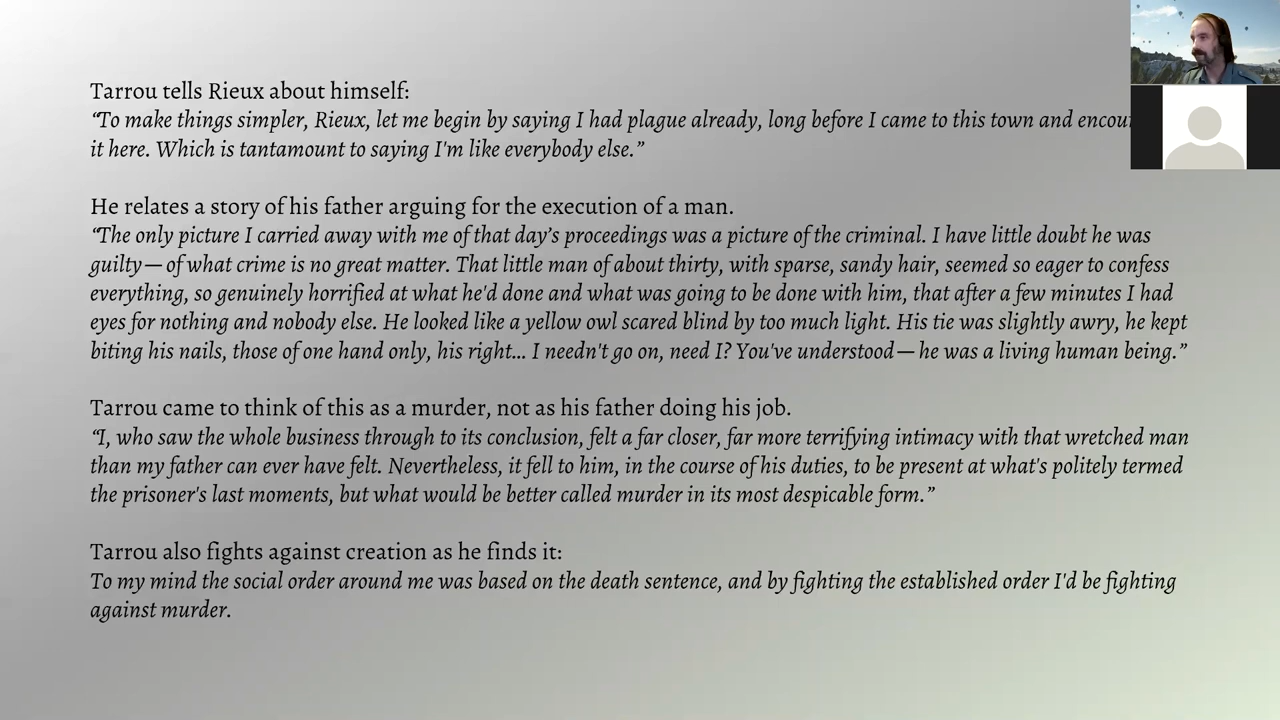 Tarrou tells Rieux about himself:
“To make things simpler, Rieux, let me begin by saying I had plague already, long before I came to this town and
it here. Which is tantamount to saying I'm like everybody else.”
He relates a story of his father arguing for the execution of a man.
“The only picture I carried away with me of that day’s proceedings was a picture of the criminal. I have little doubt he was
guilty — of what crime is no great matter. That little man of about thirty, with sparse, sandy hair, seemed so eager to confess
everything, so genuinely horrified at what he'd done and what was going to be done with him, that after a few minutes I had
eyes for nothing and nobody else. He looked like a yellow owl scared blind by too much light. His tie was slightly awry, he kept
biting his nails, those of one hand only, his right... I needn't go on, need I? You've understood — he was a living human being.”
Tarrou came to think of this as a murder, not as his father doing his job.
“I, who saw the whole business through to its conclusion, felt a far closer, far more terrifying intimacy with that wretched man
than my father can ever have felt. Nevertheless, it fell to him, in the course of his duties, to be present at what's politely termed
the prisoner's last moments, but what would be better called murder in its most despicable form.”
Tarrou also fights against creation as he finds it:
To my mind the social order around me was based on the death sentence, and by fighting the established order I'd be fighting
against murder.